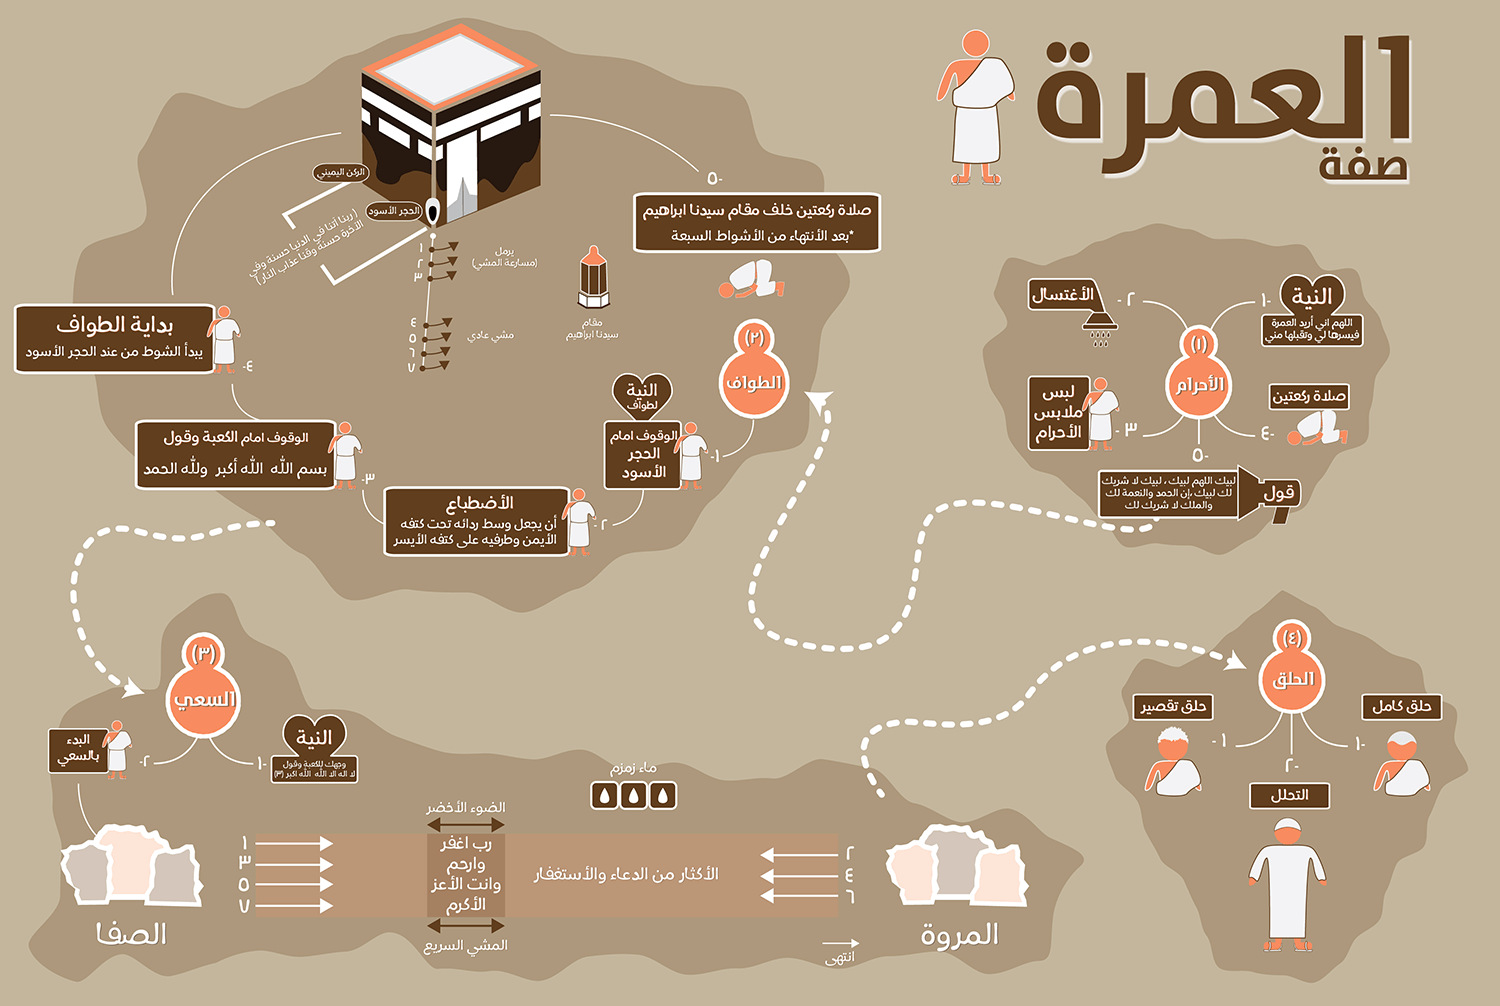 العمرة
صفة
(١)
الأحرام
١-
النية
اللهم اني أريد العمرة
فيسرها لي وتقبلها مني
٢-
الأغتسال
٣-
لبس
ملابس
الأحرام
٤-
صلاة ركعتين
٥-
قول
لبيك اللهم لبيك ، لبيك لا شريك
لك لبيك ،إن الحمد والنعمة لك
والملك لا شريك لك
(٢)
الطواف
١-
النية
لطواف
الوقوف امام
الحجر
الأسود
٢-
الأضطباع
أن يجعل وسط ردائه تحت كتفه
الأيمن وطرفيه على كتفه الأيسر
٣-
الوقوف امام الكعبة وقول
بسم الله الله أكبر ولله الحمد
٤-
بداية الطواف
يبدأ الشوط من عند الحجر الأسود
الركن اليميني
الحجر الأسود
( ربنا أتنا في الدنيا حسنة وفي
الآخرة حسنة وقنا عذاب النار )
١
٢
٣
يرمل
(مسارعة المشي)
٤
٥
٦
٧
مشي عادي
مقام
سيدنا ابراهيم
٥-
صلاة ركعتين خلف مقام سيدنا ابراهيم
*بعد الأنتهاء من الأشواط السبعة
(٣)
السعي
١-
النية
وجهك للكعبة وقول
لا اله الا الله الله اكبر (٣)
٢-
البدء
بالسعي
الصفا
١
٣
٥
٧
الضوء الأخضر
رب اغفر
وارحم
وانت الأعز
الأكرم
المشي السريع
ماء زمزم
الأكثار من الدعاء والأستغفار
٢
٤
٦
المروة
انتهى
(٤)
الحلق
١-
حلق كامل
١-
حلق تقصير
٢-
التحلل